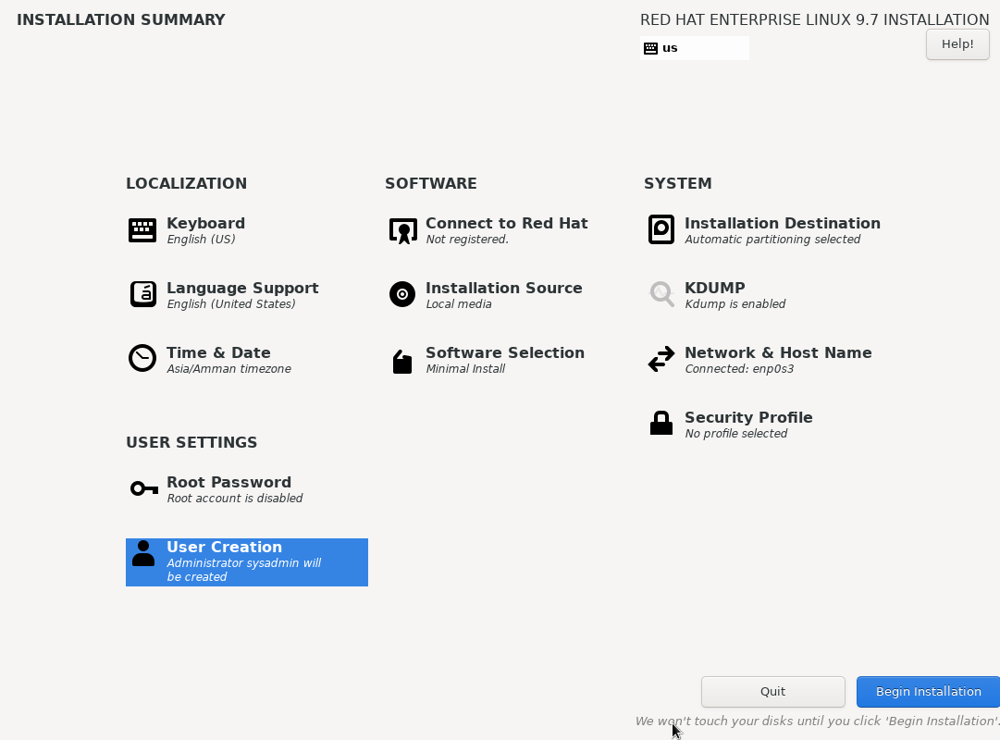 INSTALLATION SUMMARY
RED HAT ENTERPRISE LINUX 9.7 INSTALLATION
us
Help!
LOCALIZATION
Keyboard
English (US)
Language Support
English (United States)
Time & Date
Asia/Amman timezone
SOFTWARE
Connect to Red Hat
Not registered.
Installation Source
Local media
Software Selection
Minimal Install
SYSTEM
Installation Destination
Automatic partitioning selected
KDUMP
Kdump is enabled
Network & Host Name
Connected: enp0s3
Security Profile
No profile selected
USER SETTINGS
Root Password
Root account is disabled
User Creation
Administrator sysadmin will
be created
Quit
Begin Installation
We won't touch your disks until you click 'Begin Installation'.